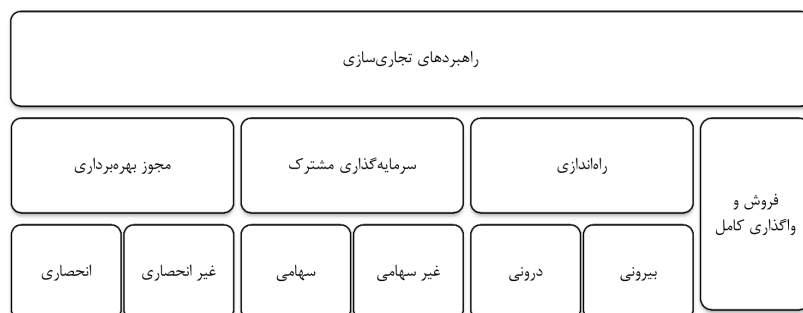 راهبردهای تجاری‌سازی
فروش و
واگذاری کامل
راه‌اندازی
سرمایه‌گذاری مشترک
مجوز بهره‌برداری
بیرونی
درونی
غیر سهامی
سهامی
غیر انحصاری
انحصاری